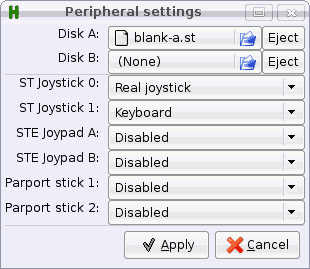 Peripheral settings
Disk A: blank-a.st Eject
Disk B: (None) Eject
ST Joystick 0: Real joystick
ST Joystick 1: Keyboard
STE Joypad A: Disabled
STE Joypad B: Disabled
Parport stick 1: Disabled
Parport stick 2: Disabled
Apply Cancel